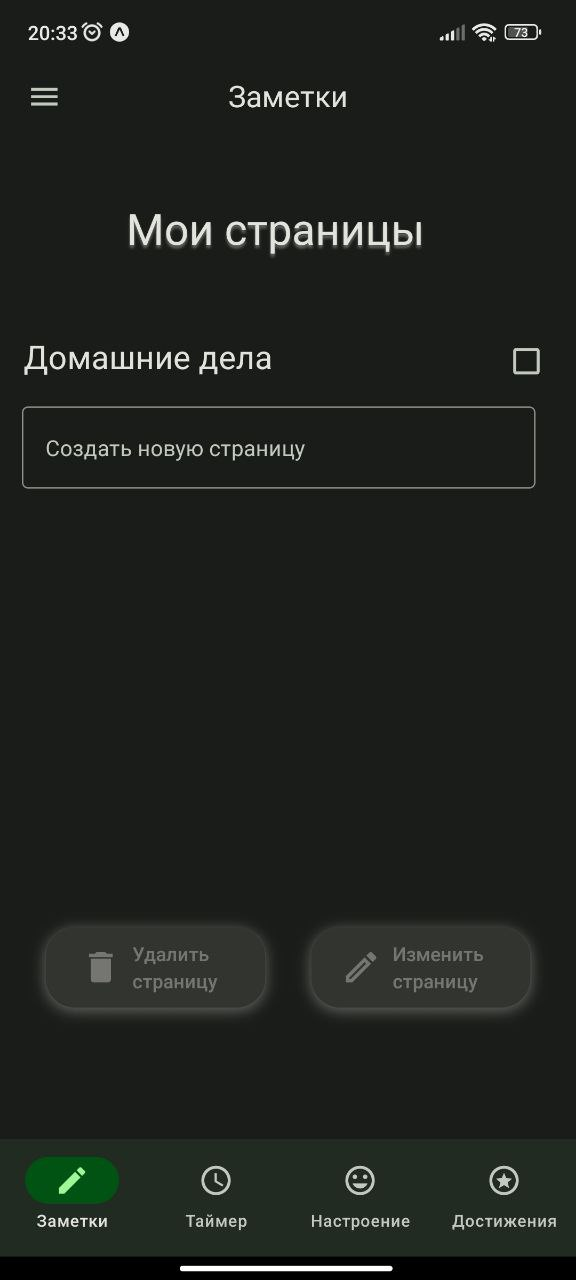 20:33
73
Заметки
Мои страницы
Домашние дела
Создать новую страницу
Удалить
страницу
Изменить
страницу
Заметки
Таймер
Настроение
Достижения